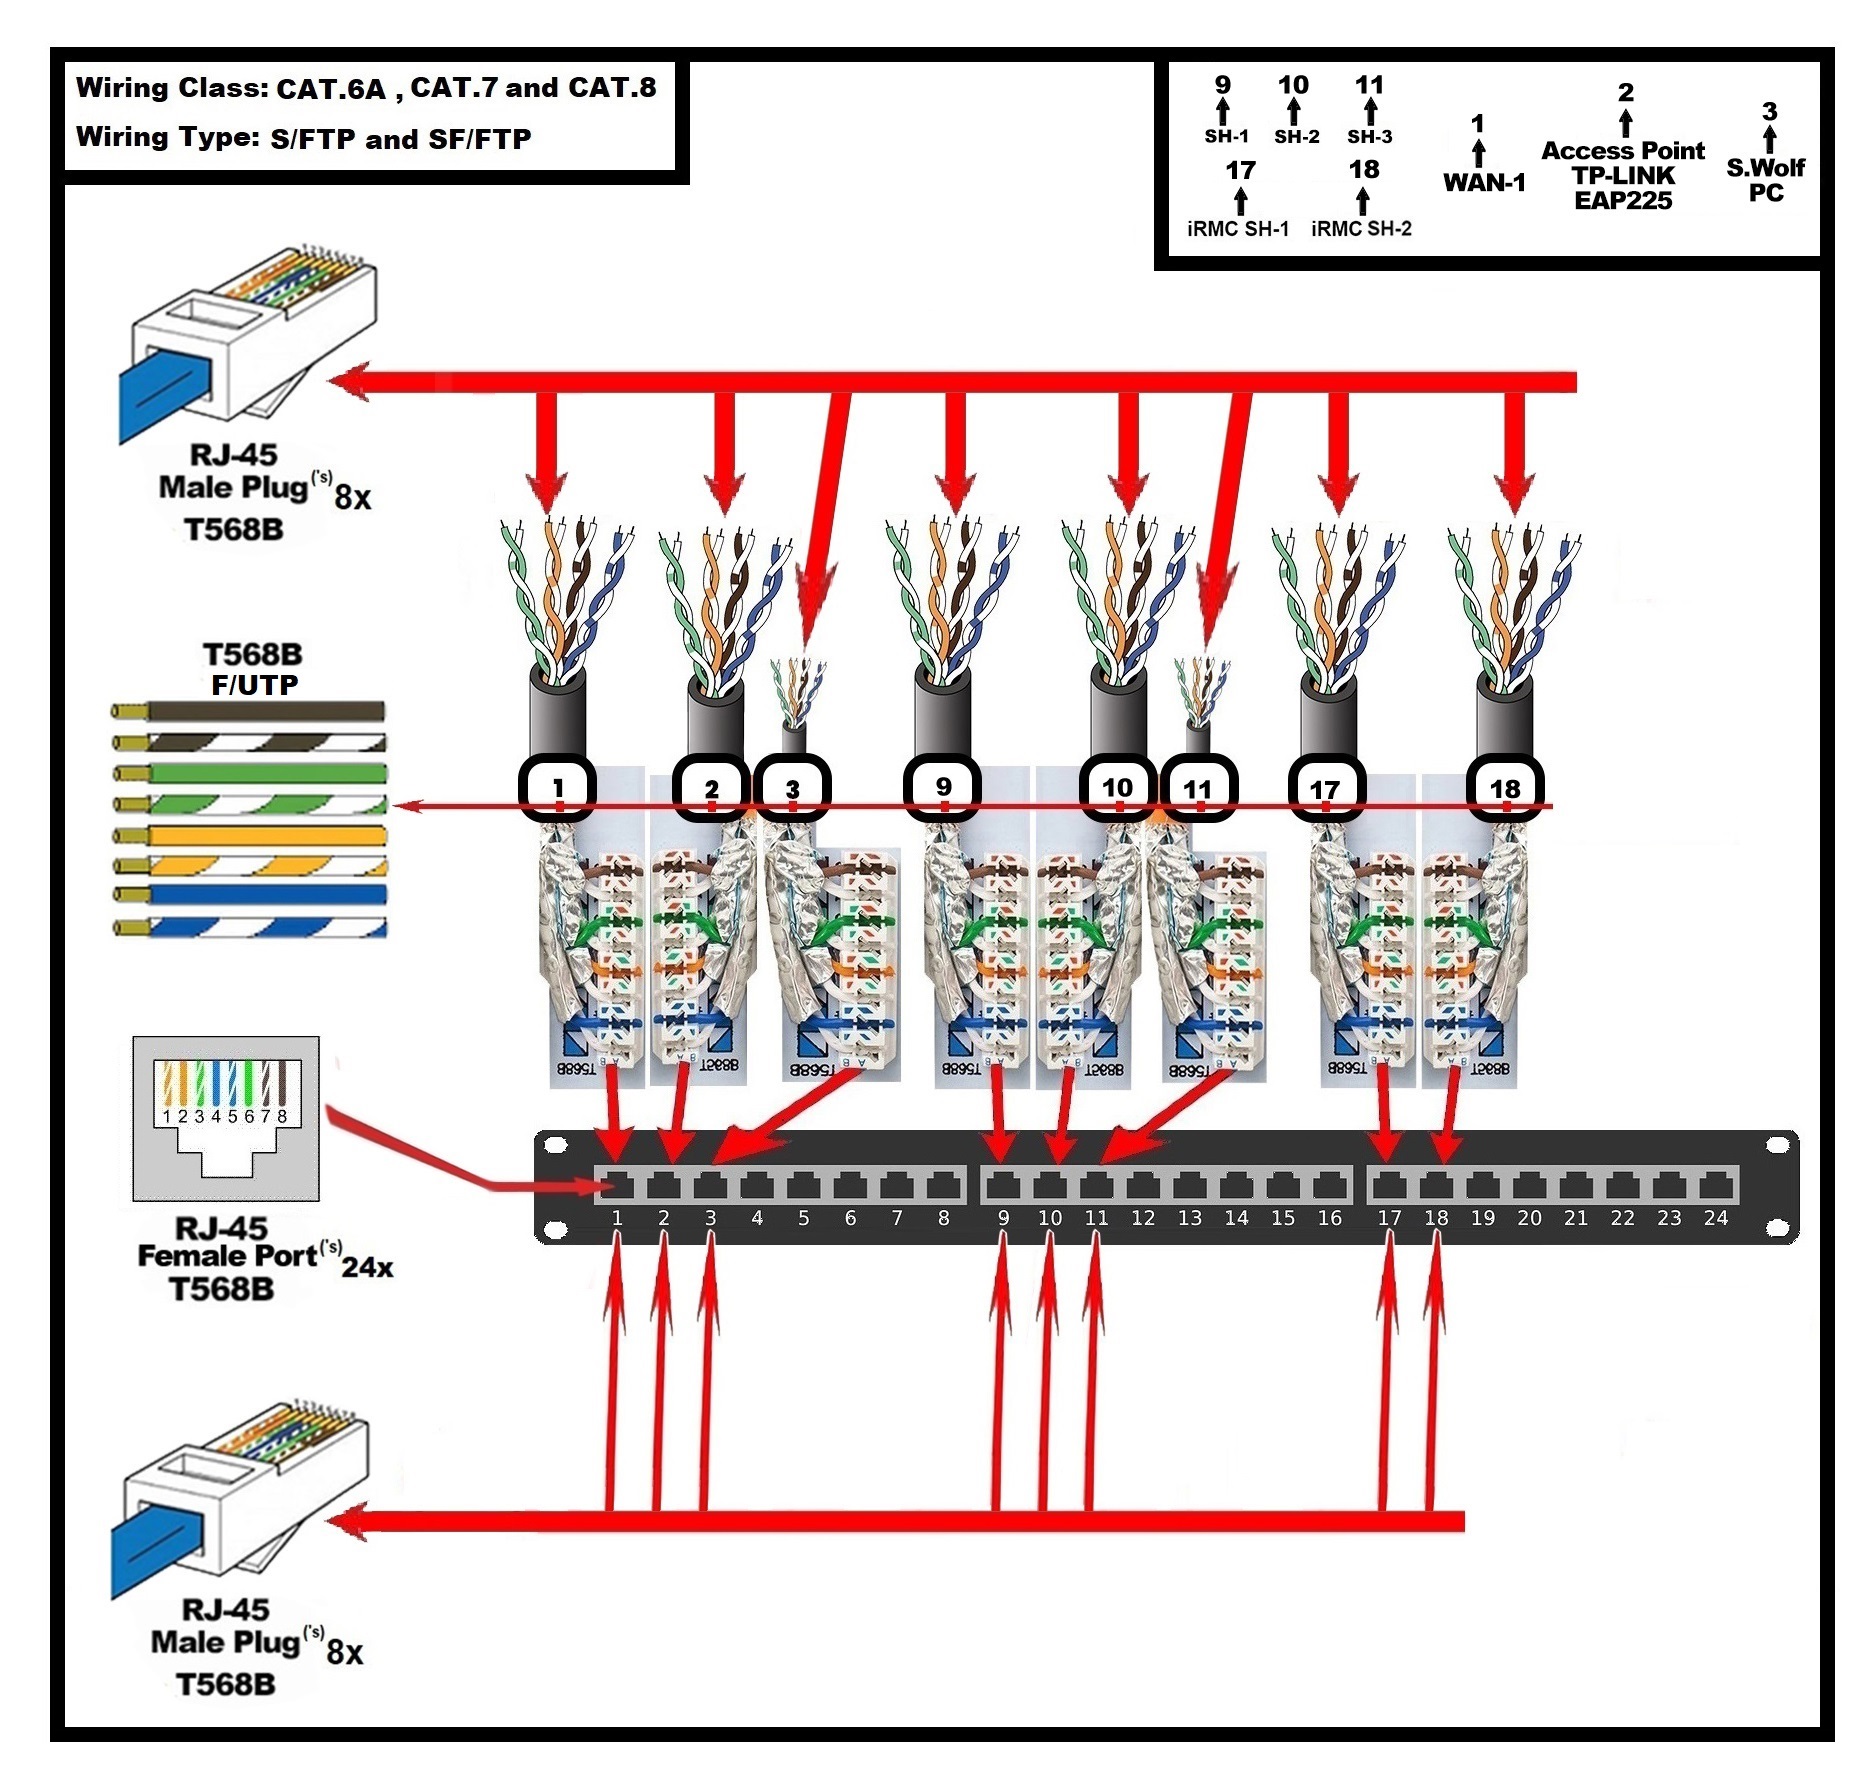 Wiring Class: CAT.6A , CAT.7 and CAT.8
Wiring Type: S/FTP and SF/FTP
9 10 11
SH-1 SH-2 SH-3
17 18
iRMC SH-1 iRMC SH-2
1
WAN-1
2
Access Point
TP-LINK
EAP225
3
S.Wolf
PC
RJ-45
Male Plug('s) 8x
T568B
T568B
F/UTP
1 2 3 9 10 11 17 18
T568B T568B T568B T568B T568B T568B T568B T568B
1 2 3 4 5 6 7 8
RJ-45
Female Port('s) 24x
T568B
1 2 3 4 5 6 7 8 9 10 11 12 13 14 15 16 17 18 19 20 21 22 23 24
RJ-45
Male Plug('s) 8x
T568B